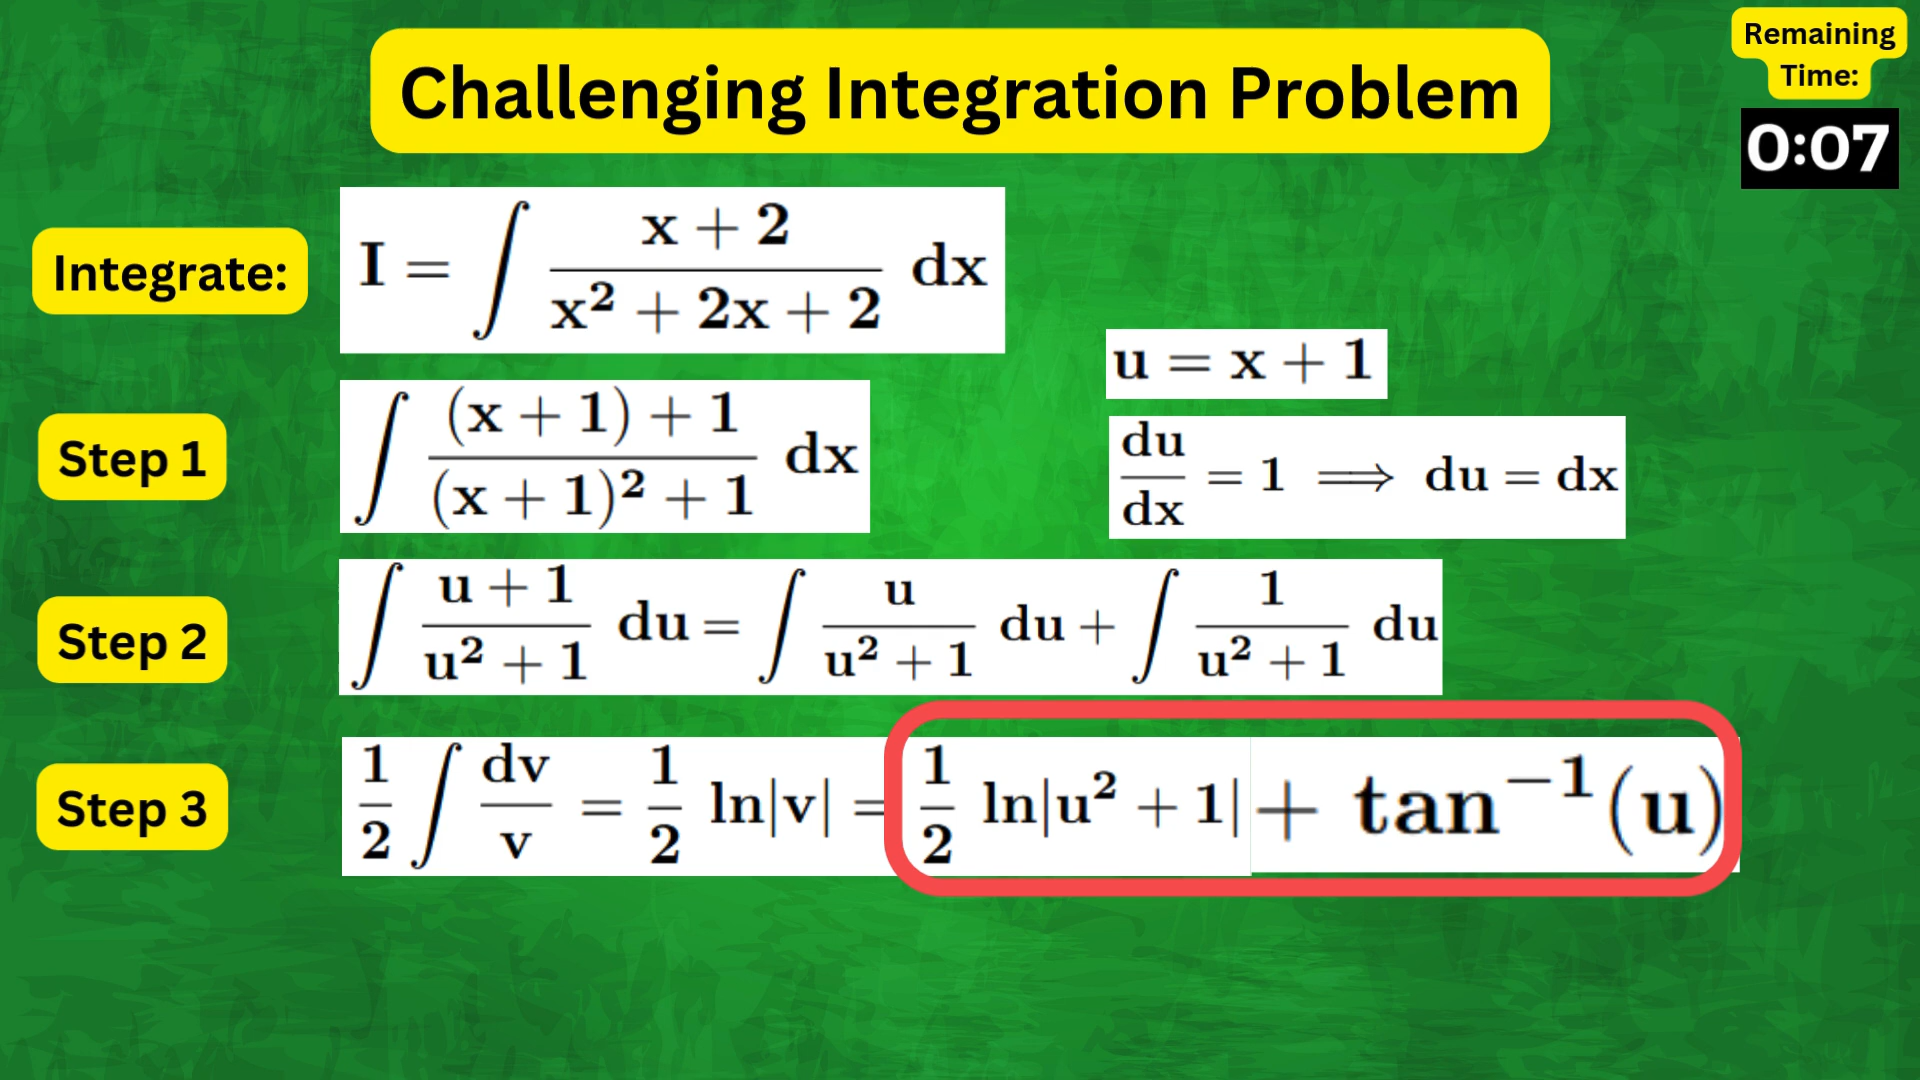 Challenging Integration Problem
Remaining
Time:
0:07
Integrate:
I = ∫ (x + 2)/(x² + 2x + 2) dx
u = x + 1
Step 1
∫ ((x + 1) + 1)/((x + 1)² + 1) dx
du/dx = 1 ⟹ du = dx
Step 2
∫ (u + 1)/(u² + 1) du = ∫ u/(u² + 1) du + ∫ 1/(u² + 1) du
Step 3
1/2 ∫ dv/v = 1/2 ln|v| = 1/2 ln|u² + 1| + tan⁻¹(u)